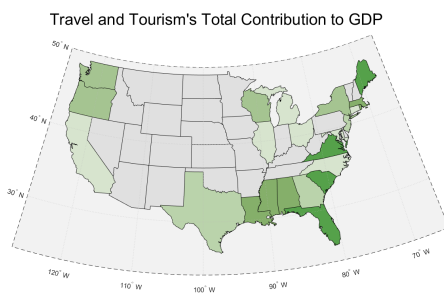 Travel and Tourism's Total Contribution to GDP
50° N
40° N
30° N
120° W
110° W
100° W
90° W
80° W
70° W